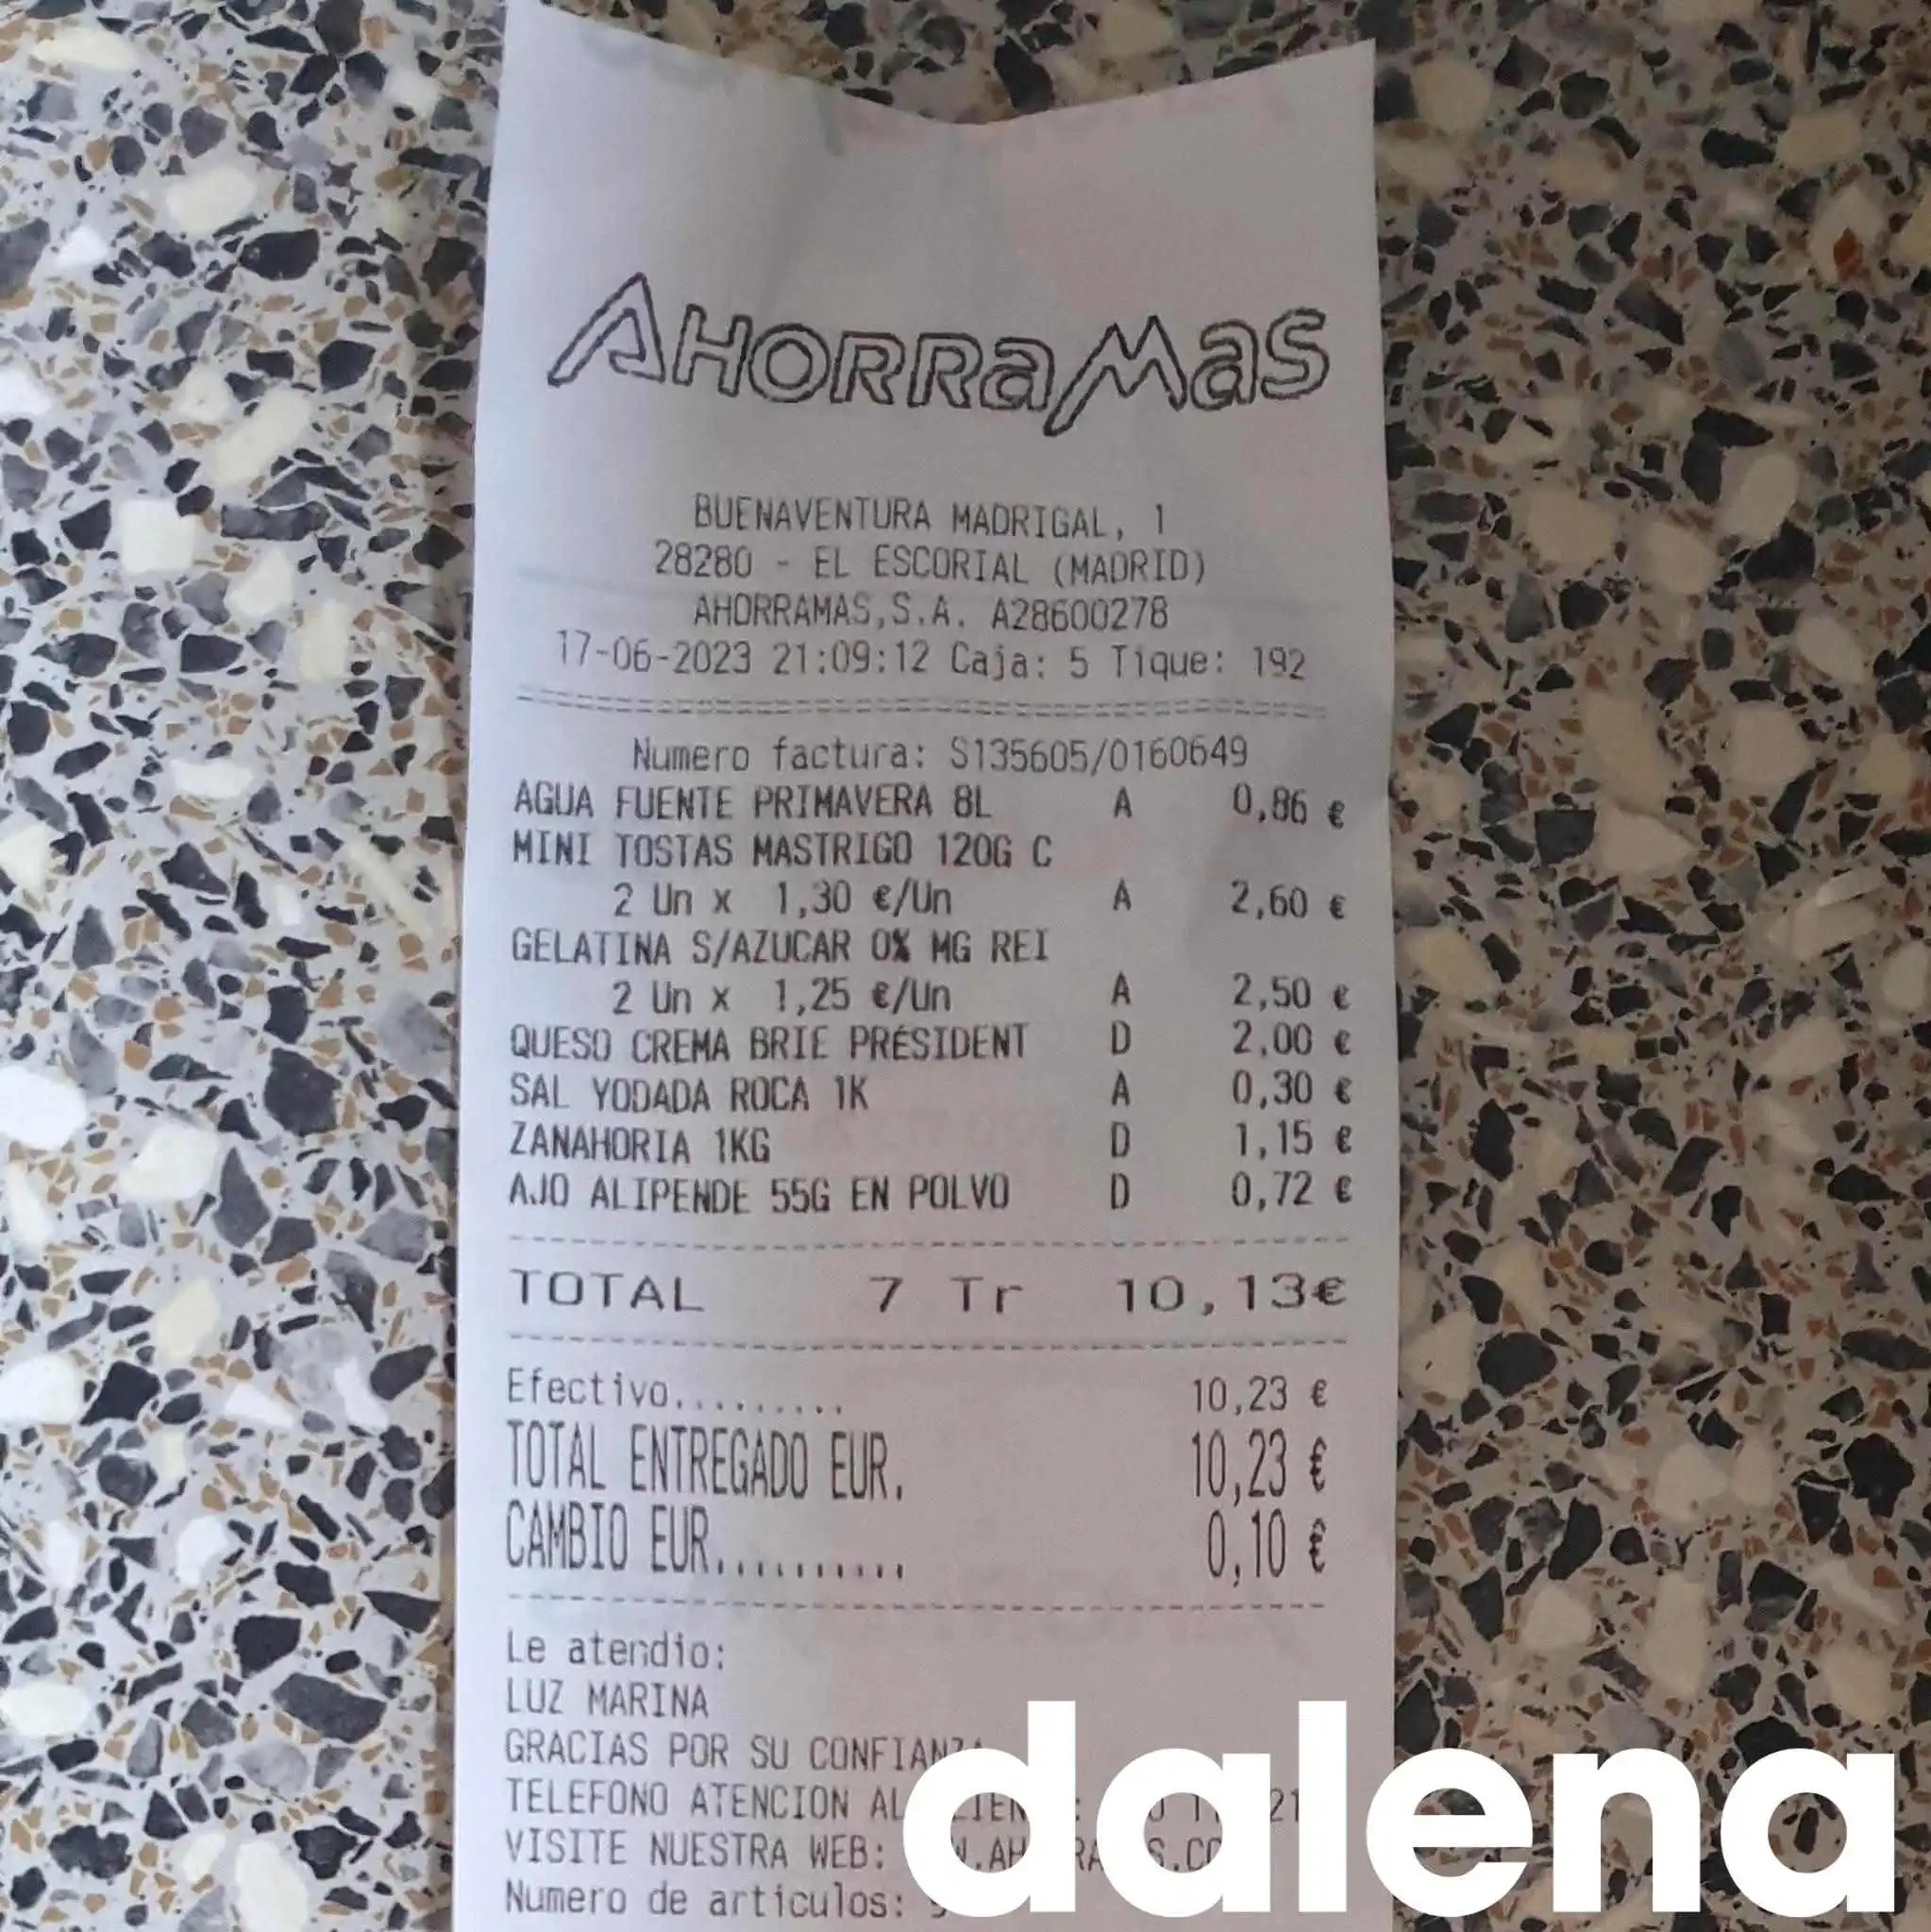 AHORRAMAS
BUENAVENTURA MADRIGAL, 1
28280 - EL ESCORIAL (MADRID)
AHORRAMAS,S.A. A28600278
17-06-2023 21:09:12 Caja: 5 Tique: 192
Numero factura: S135605/0160649
AGUA FUENTE PRIMAVERA 8L A 0,86 €
MINI TOSTAS MASTRIGO 120G C
2 Un x 1,30 €/Un A 2,60 €
GELATINA S/AZUCAR 0% MG REI
2 Un x 1,25 €/Un A 2,50 €
QUESO CREMA BRIE PRÉSIDENT D 2,00 €
SAL YODADA ROCA 1K A 0,30 €
ZANAHORIA 1KG D 1,15 €
AJO ALIPENDE 55G EN POLVO D 0,72 €
TOTAL 7 Tr 10,13€
Efectivo.......... 10,23 €
TOTAL ENTREGADO EUR. 10,23 €
CAMBIO EUR.......... 0,10 €
Le atendio:
LUZ MARINA
GRACIAS POR SU CONFIANZA
TELEFONO ATENCION AL
VISITE NUESTRA WEB:
Numero de articulos:
dalena